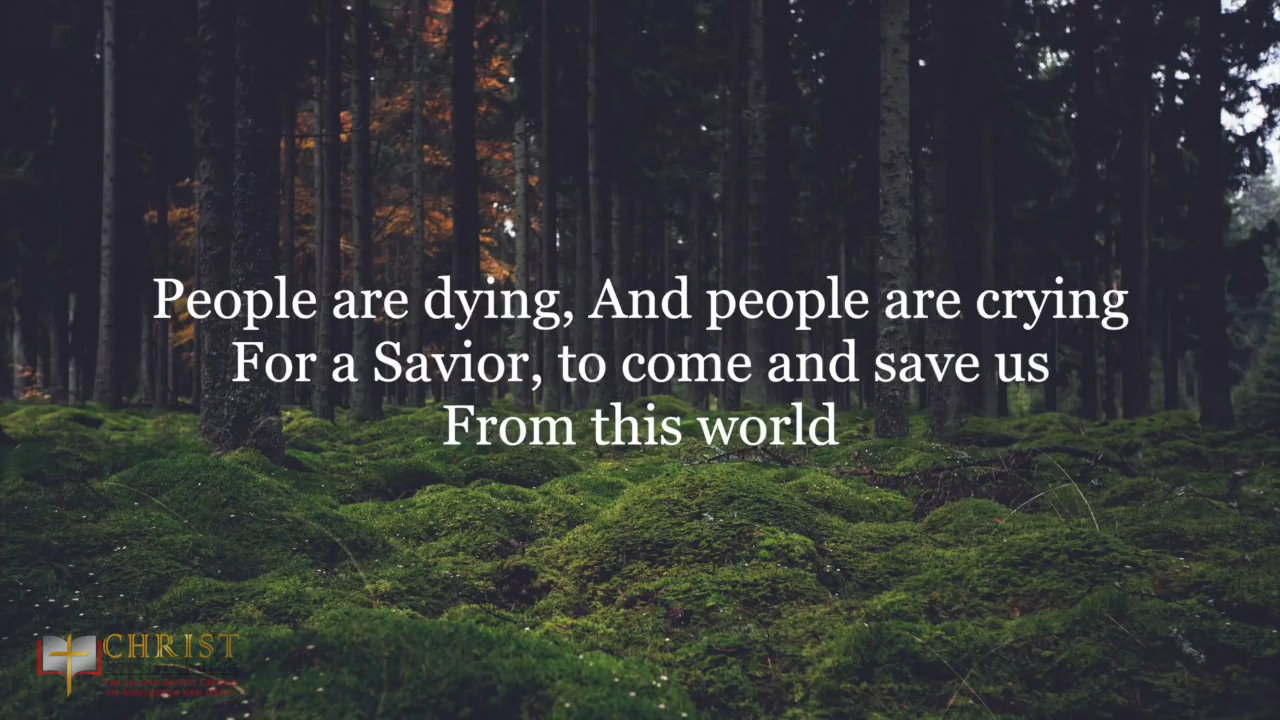 People are dying, And people are crying
For a Savior, to come and save us
From this world
CHRIST